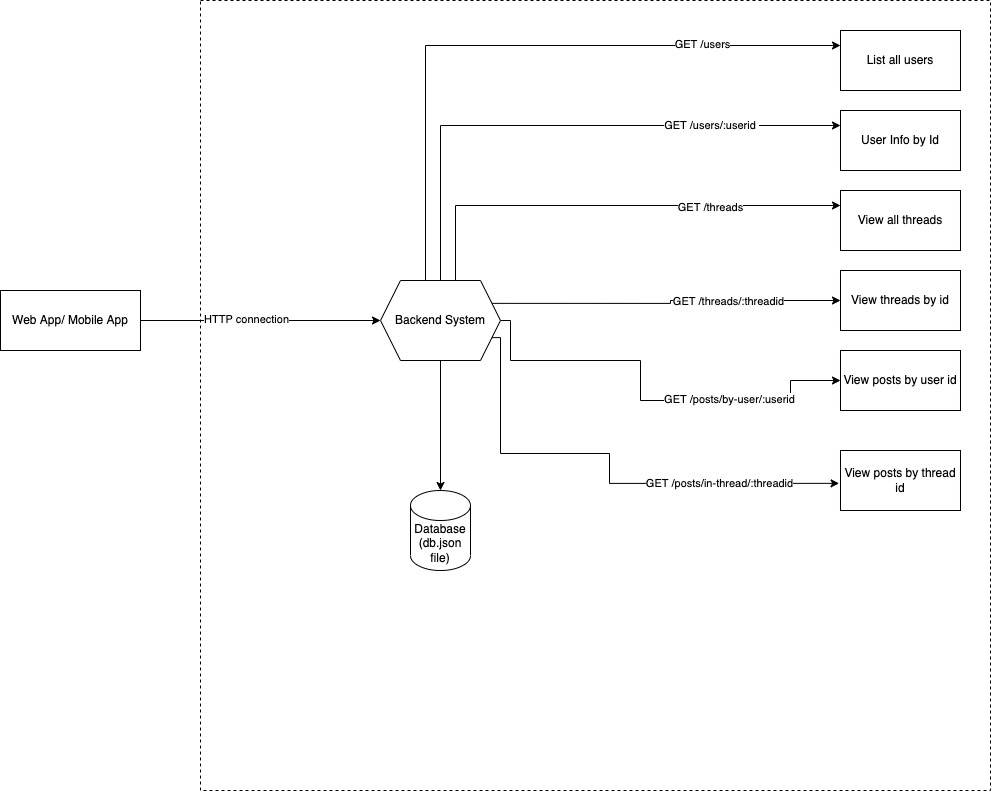 GET /users
List all users
GET /users/:userid
User Info by Id
GET /threads
View all threads
GET /threads/:threadid
View threads by id
Web App/ Mobile App
HTTP connection
Backend System
View posts by user id
GET /posts/by-user/:userid
View posts by thread
id
GET /posts/in-thread/:threadid
Database
(db.json
file)